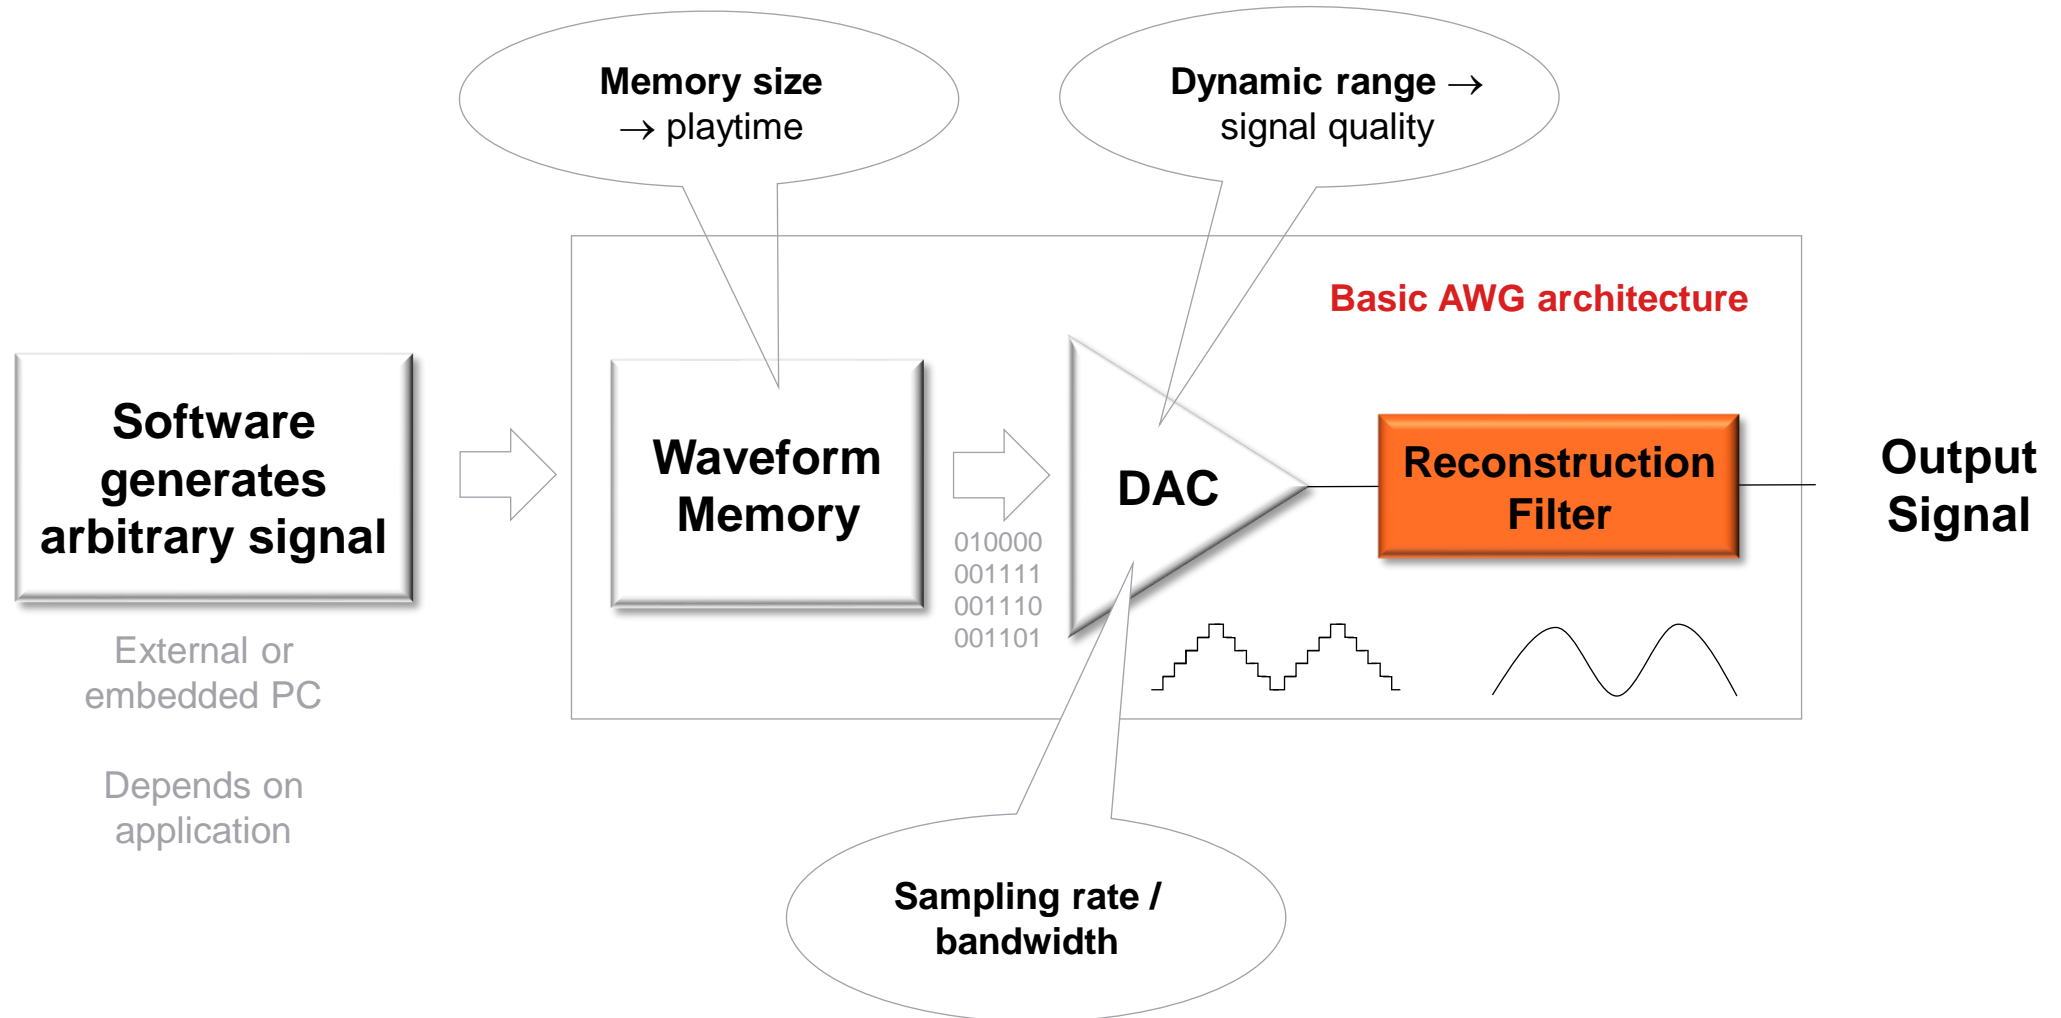 Memory size
→ playtime
Dynamic range →
signal quality
Basic AWG architecture
Software
generates
arbitrary signal
Waveform
Memory
DAC
Reconstruction
Filter
Output
Signal
010000
001111
001110
001101
External or
embedded PC
Depends on
application
Sampling rate /
bandwidth